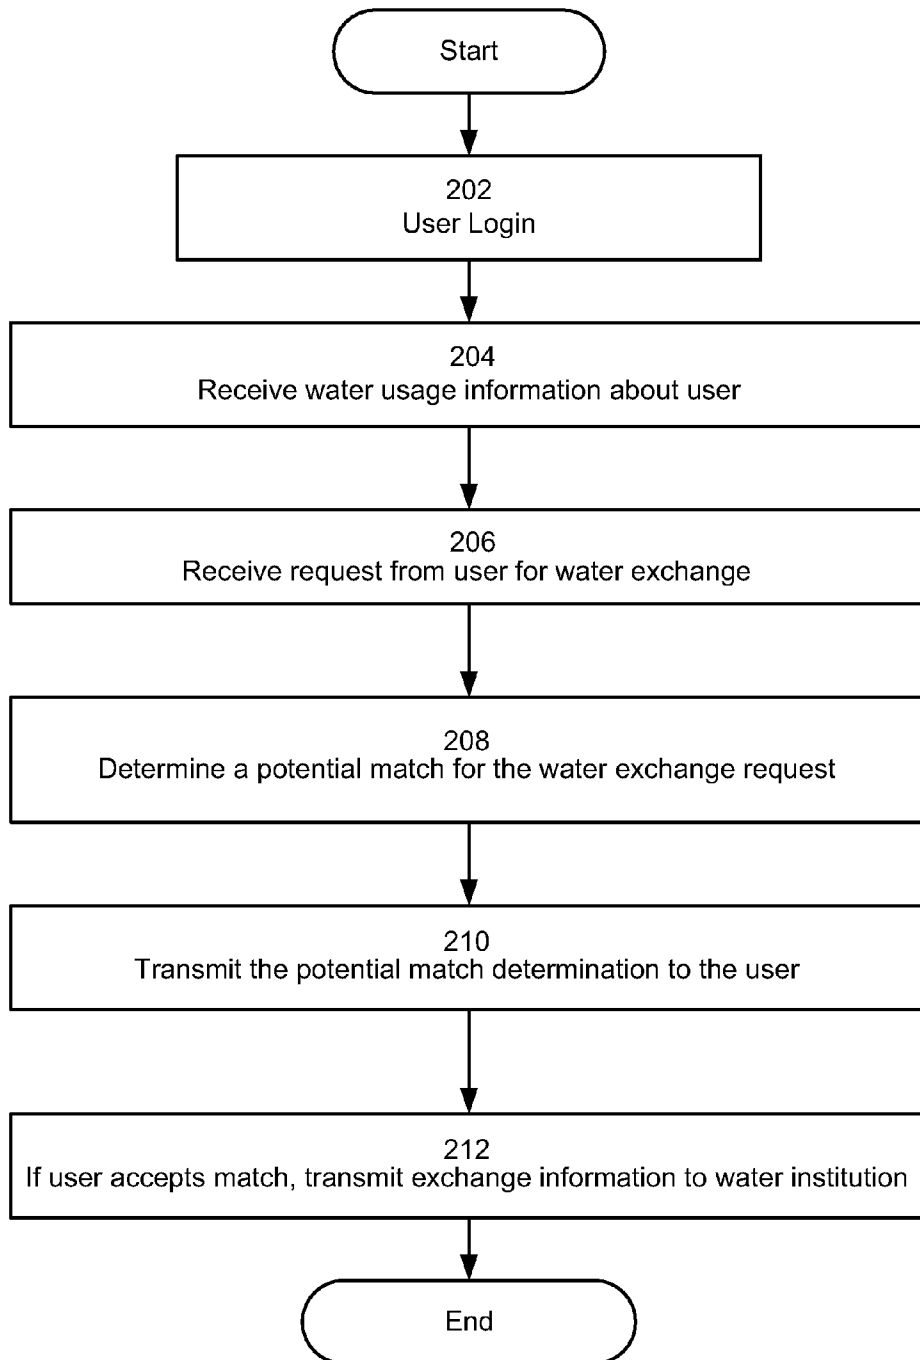 Start
202
User Login
204
Receive water usage information about user
206
Receive request from user for water exchange
208
Determine a potential match for the water exchange request
210
Transmit the potential match determination to the user
212
If user accepts match, transmit exchange information to water institution
End